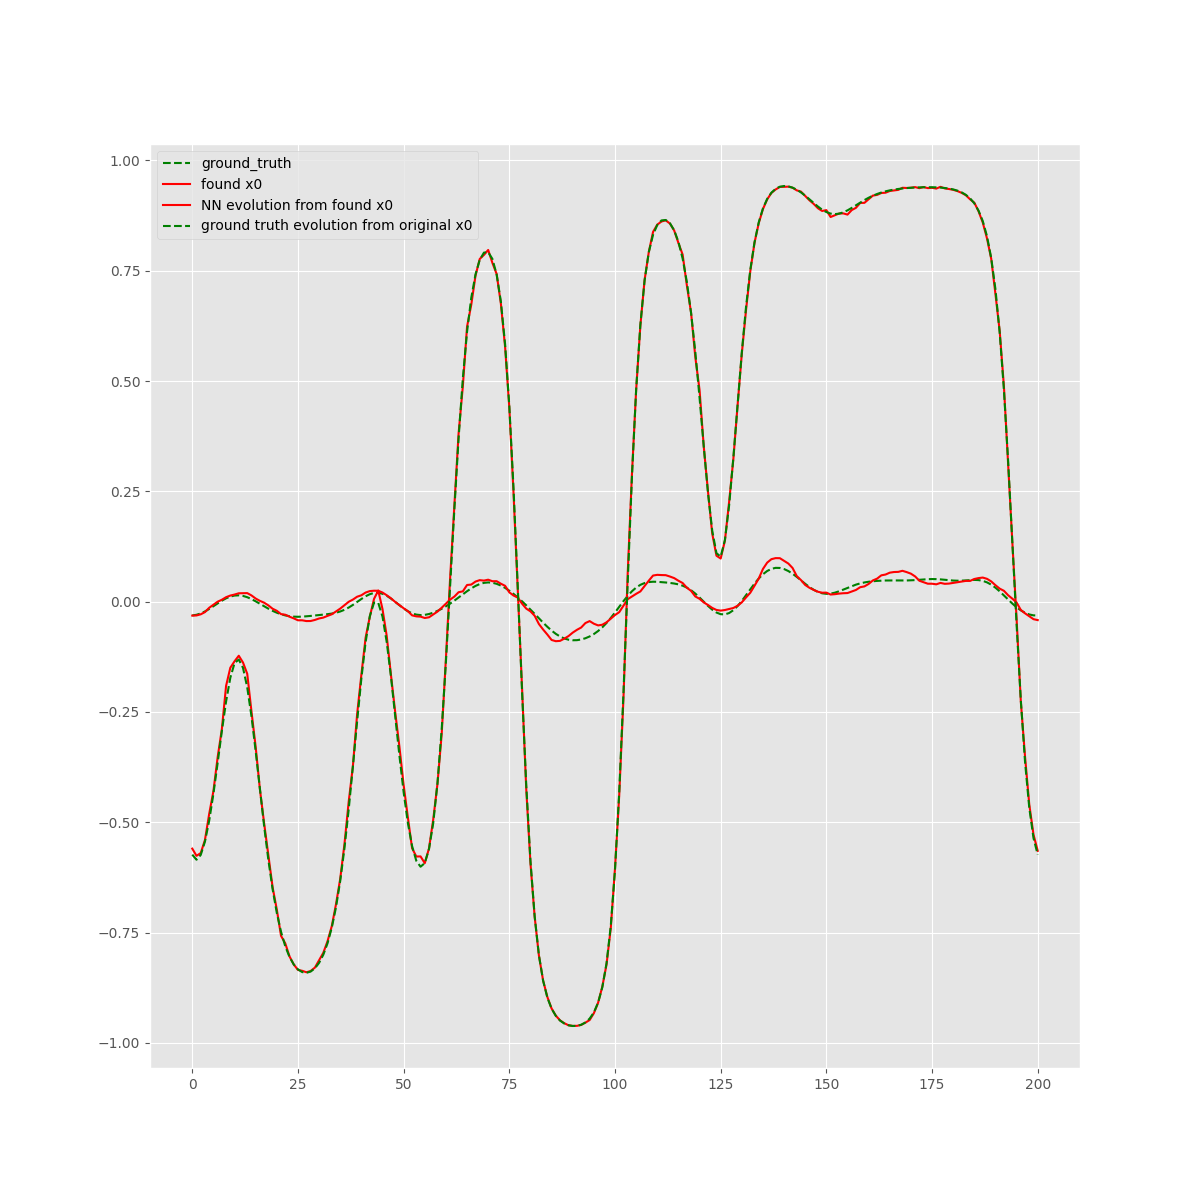 ground_truth
found x0
NN evolution from found x0
ground truth evolution from original x0
1.00
0.75
0.50
0.25
0.00
−0.25
−0.50
−0.75
−1.00
0 25 50 75 100 125 150 175 200